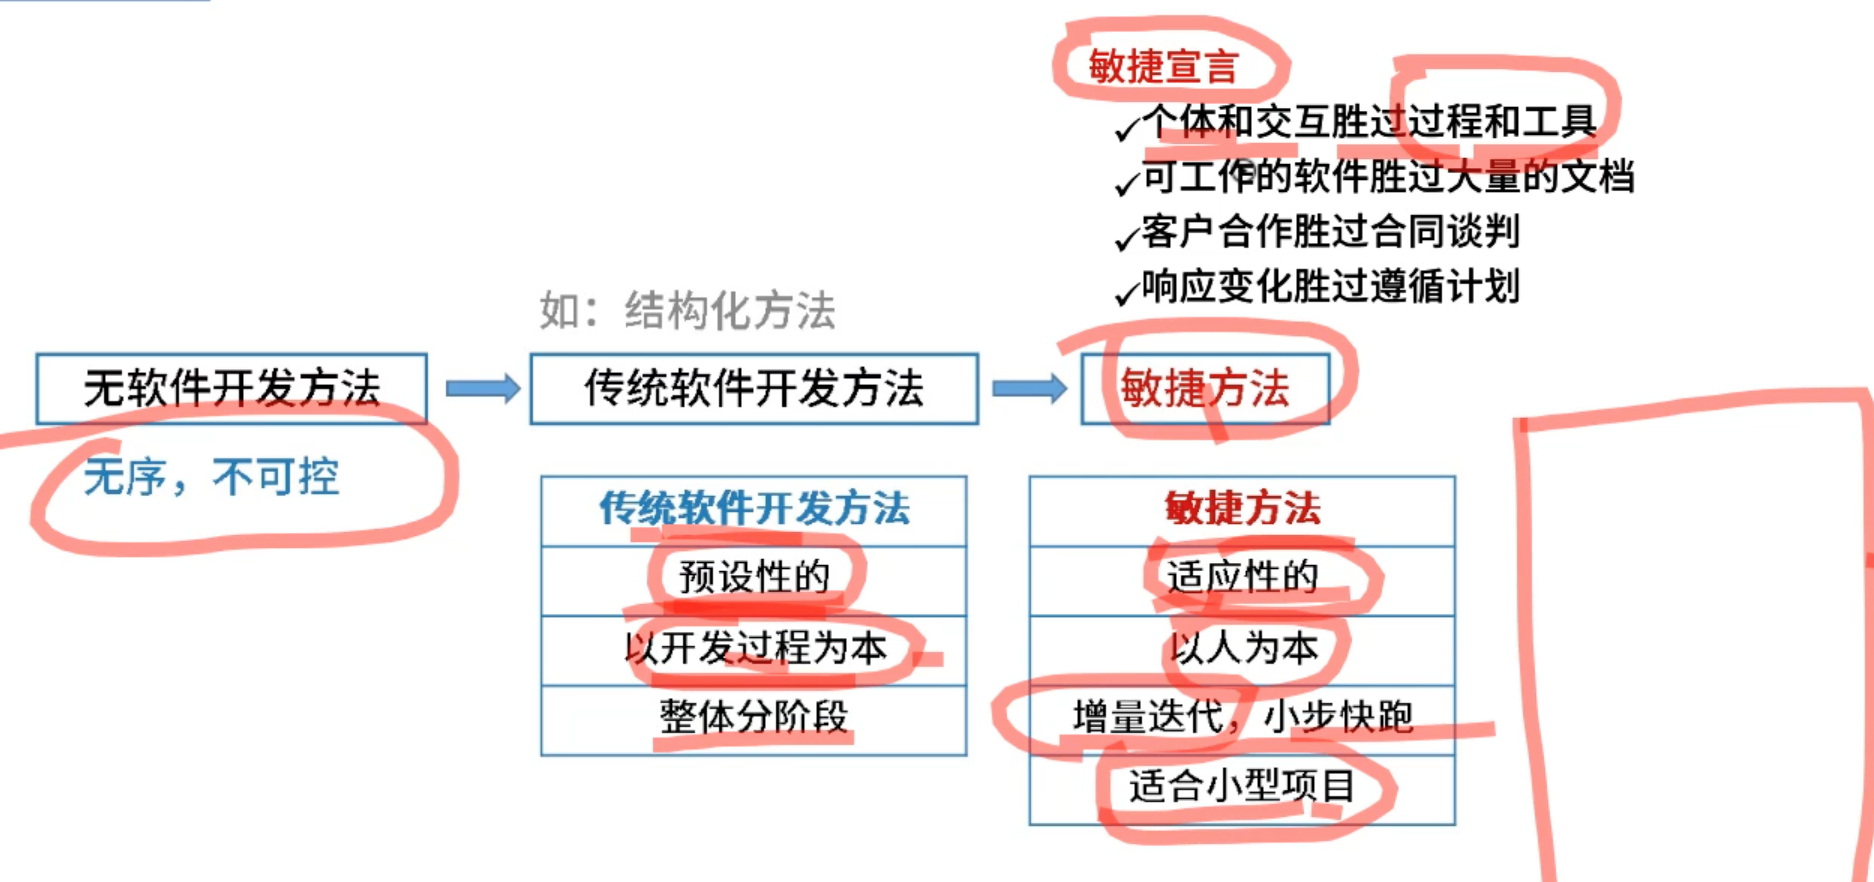 敏捷宣言
✓个体和交互胜过过程和工具
✓可工作的软件胜过大量的文档
✓客户合作胜过合同谈判
✓响应变化胜过遵循计划
如：结构化方法
无软件开发方法
传统软件开发方法
敏捷方法
无序，不可控
传统软件开发方法
预设性的
以开发过程为本
整体分阶段
敏捷方法
适应性的
以人为本
增量迭代，小步快跑
适合小型项目